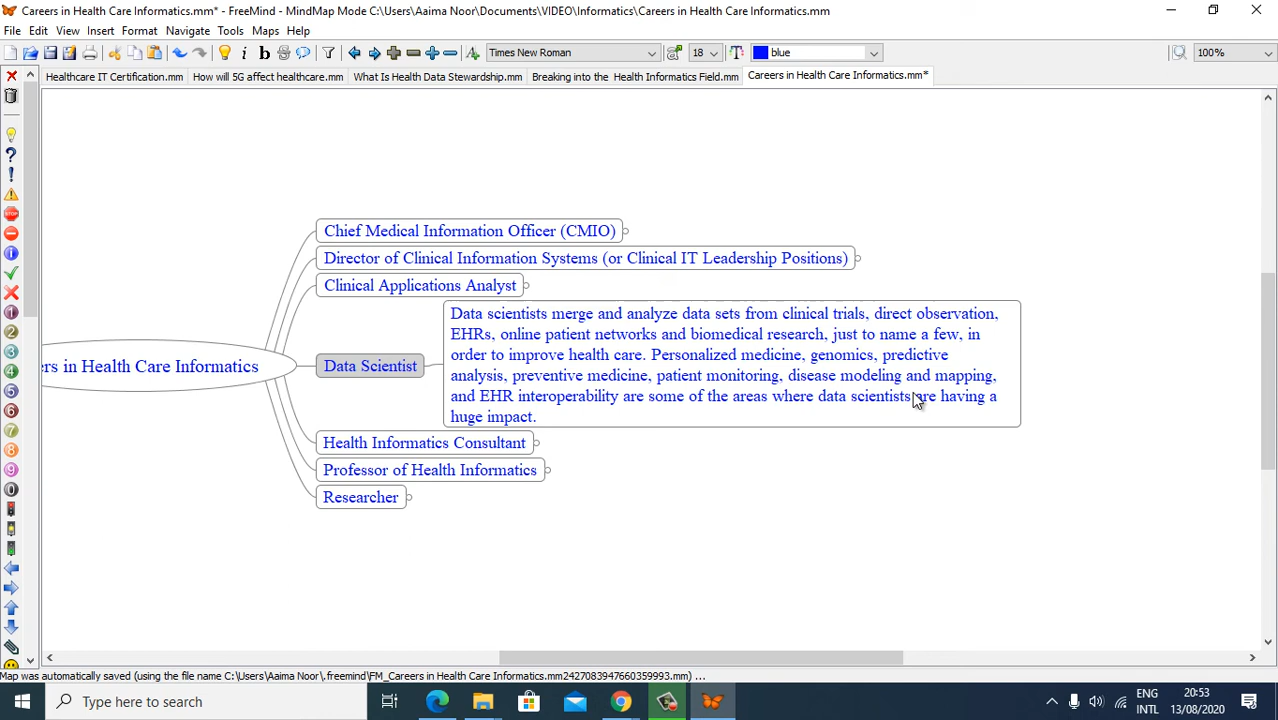 Careers in Health Care Informatics.mm* - FreeMind - MindMap Mode C:\Users\Aaima Noor\Documents\VIDEO\Informatics\Careers in Health Care Informatics.mm
File Edit View Insert Format Navigate Tools Maps Help
Times New Roman 18 blue 100%
Healthcare IT Certification.mm How will 5G affect healthcare.mm What Is Health Data Stewardship.mm Breaking into the Health Informatics Field.mm Careers in Health Care Informatics.mm*
Chief Medical Information Officer (CMIO)
Director of Clinical Information Systems (or Clinical IT Leadership Positions)
Clinical Applications Analyst
ers in Health Care Informatics
Data Scientist
Data scientists merge and analyze data sets from clinical trials, direct observation,
EHRs, online patient networks and biomedical research, just to name a few, in
order to improve health care. Personalized medicine, genomics, predictive
analysis, preventive medicine, patient monitoring, disease modeling and mapping,
and EHR interoperability are some of the areas where data scientists are having a
huge impact.
Health Informatics Consultant
Professor of Health Informatics
Researcher
Map was automatically saved (using the file name C:\Users\Aaima Noor\.freemind\FM_Careers in Health Care Informatics.mm2427083947660359993.mm) ...
Type here to search
ENG
INTL
20:53
13/08/2020